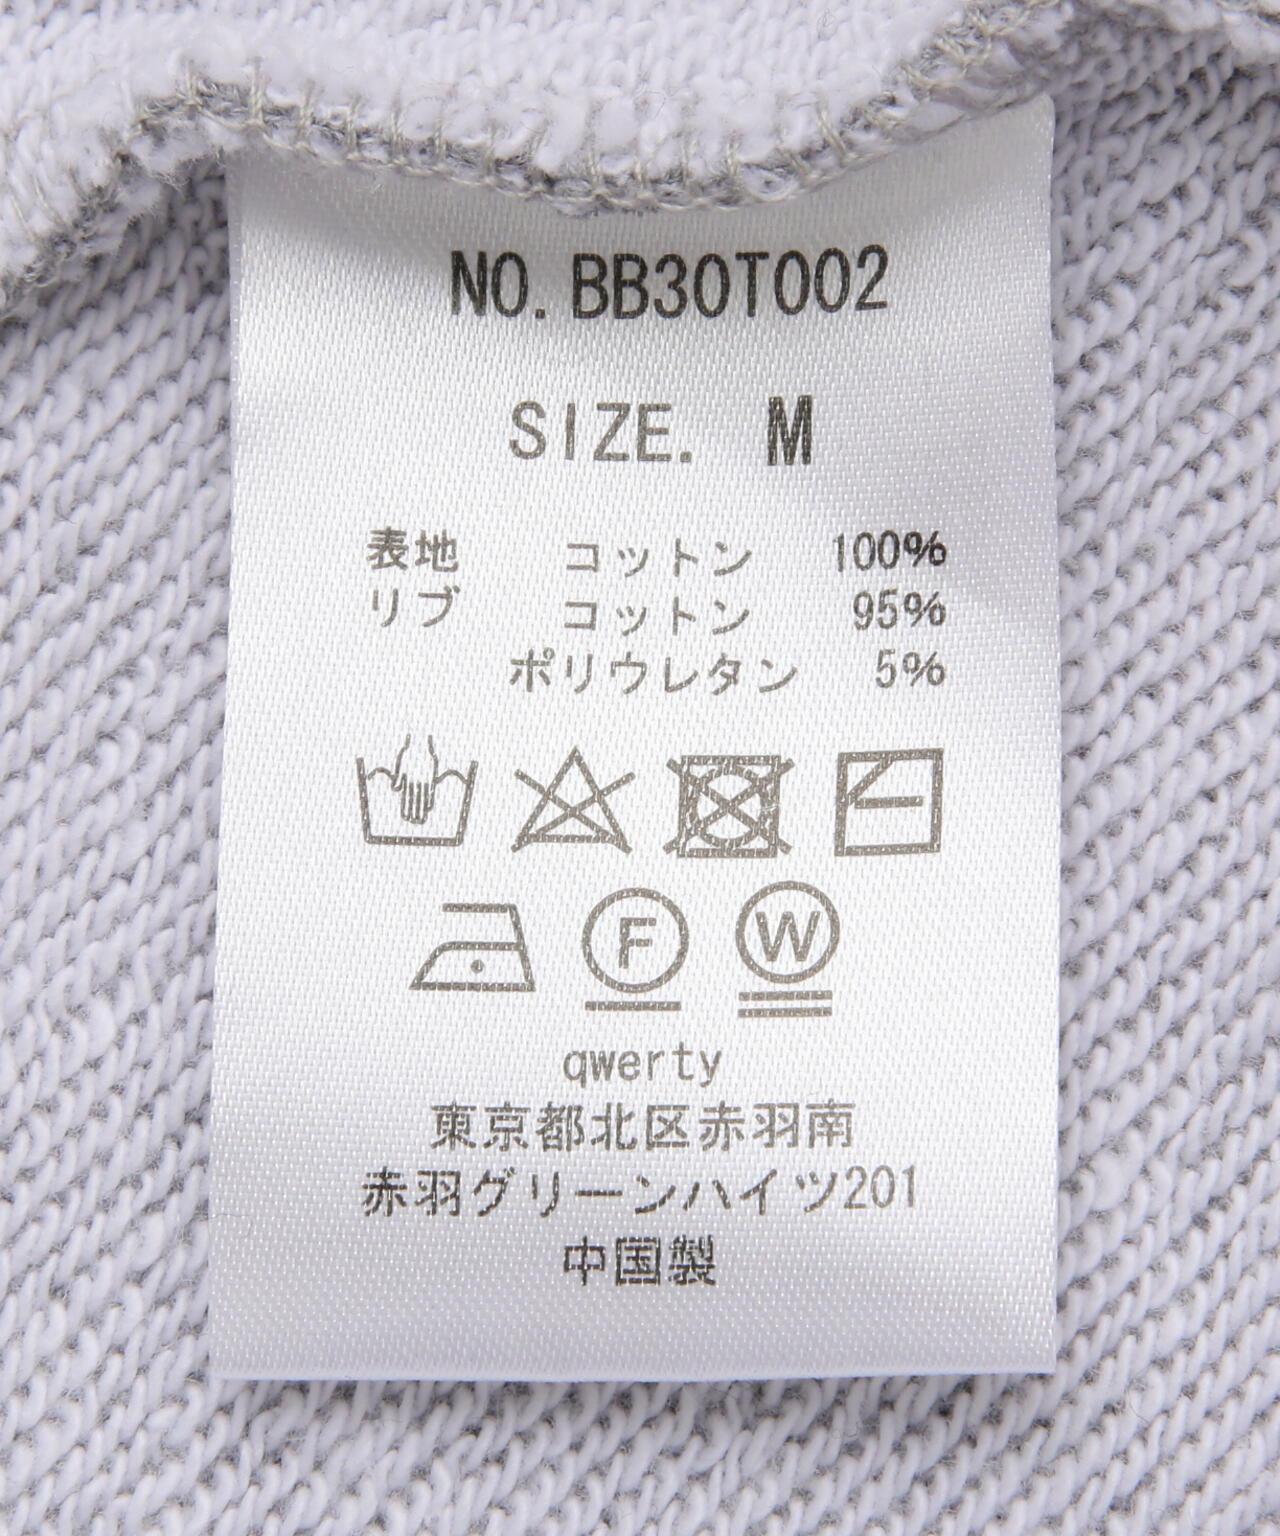 NO.BB30T002
SIZE. M
表地 コットン 100%
リブ コットン 95%
ポリウレタン 5%
F W
qwerty
東京都北区赤羽南
赤羽グリーンハイツ201
中国製